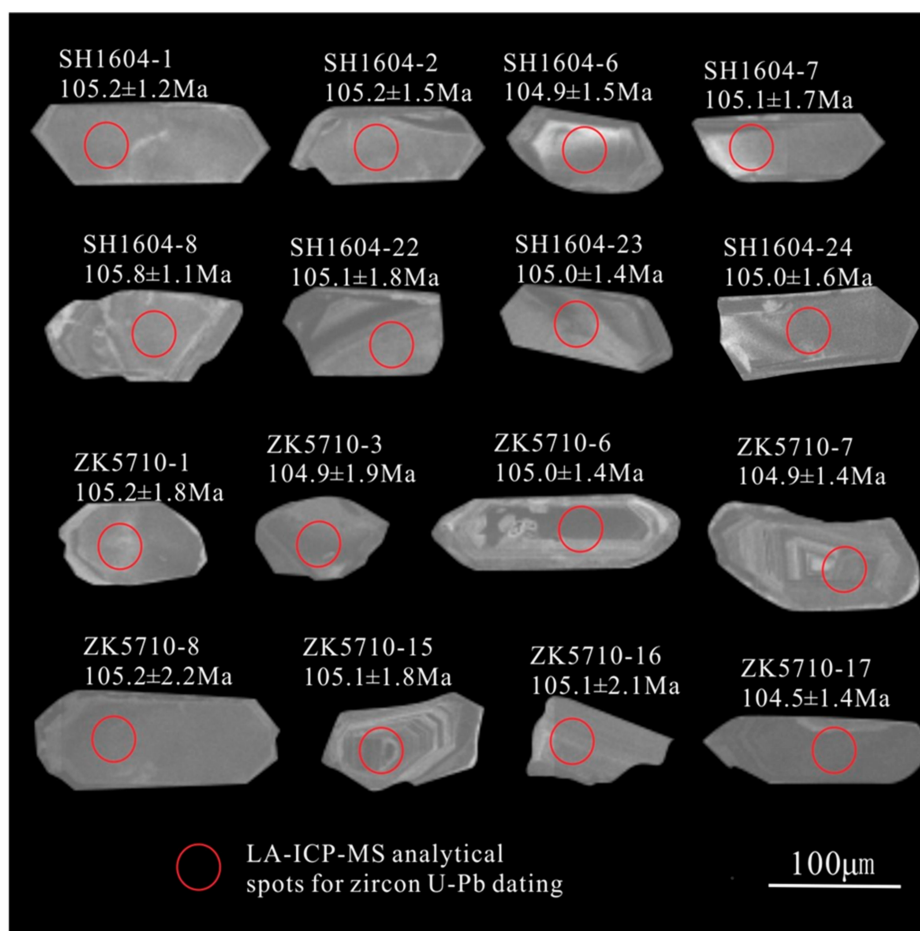 SH1604-1
105.2±1.2Ma
SH1604-2
105.2±1.5Ma
SH1604-6
104.9±1.5Ma
SH1604-7
105.1±1.7Ma
SH1604-8
105.8±1.1Ma
SH1604-22
105.1±1.8Ma
SH1604-23
105.0±1.4Ma
SH1604-24
105.0±1.6Ma
ZK5710-1
105.2±1.8Ma
ZK5710-3
104.9±1.9Ma
ZK5710-6
105.0±1.4Ma
ZK5710-7
104.9±1.4Ma
ZK5710-8
105.2±2.2Ma
ZK5710-15
105.1±1.8Ma
ZK5710-16
105.1±2.1Ma
ZK5710-17
104.5±1.4Ma
LA-ICP-MS analytical
spots for zircon U-Pb dating
100μm